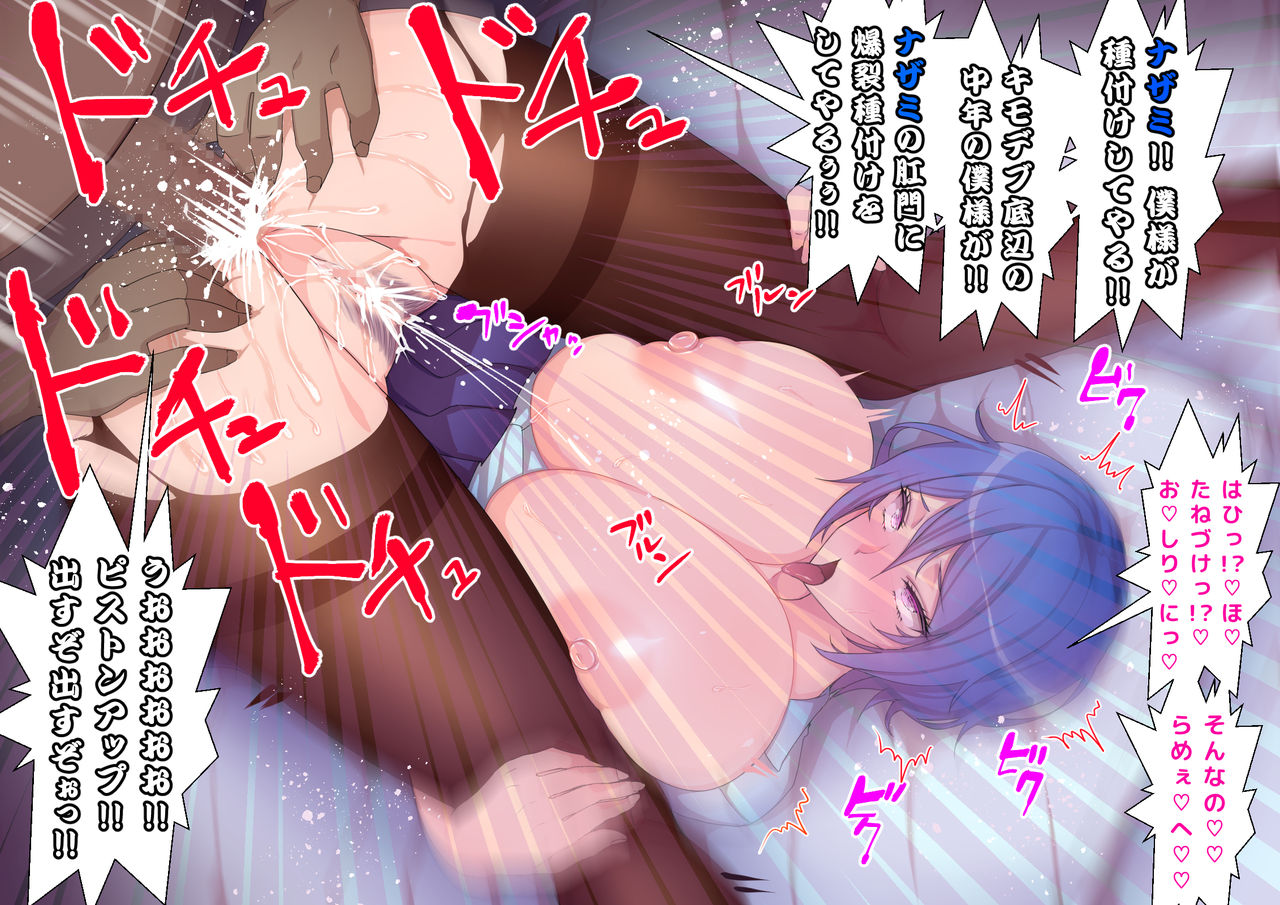 ナザミ!! 僕様が
種付けしてやる!!
キモデブ底辺の
中年の僕様が!!
ナザミの肛門に
爆裂種付けを
してやるぅぅ!!
ドチュ
ドチュ
ドチュ
ドチュ
ブシャッ
ブルン
ブルン
ビク
はひっ!?♡ほ♡
たねづけっ!?♡
お♡しり♡にっ♡
そんなの♡♡
らめぇ♡へ♡♡
ビク
ビク
うおおおおおお!!
ピストンアップ!!
出すぞ出すぞぉっ!!